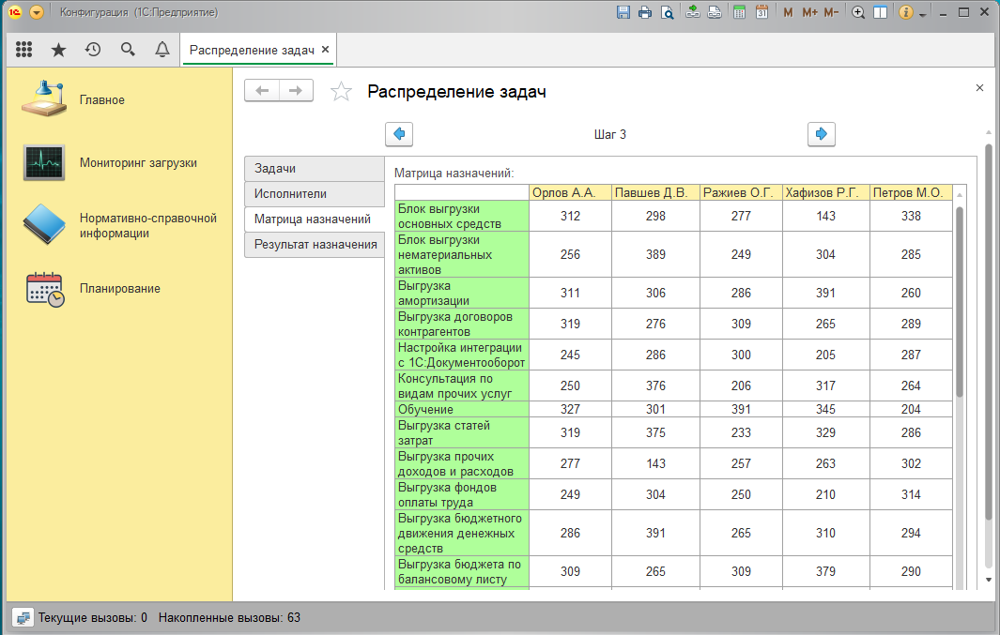 Конфигурация (1С:Предприятие)
31 M M+ M-
Распределение задач ×
Главное
Мониторинг загрузки
Нормативно-справочной
информации
Планирование
Распределение задач
Шаг 3
Задачи
Исполнители
Матрица назначений
Результат назначения
Матрица назначений:
Орлов А.А. Павшев Д.В. Ражиев О.Г. Хафизов Р.Г. Петров М.О.
Блок выгрузки
основных средств 312 298 277 143 338
Блок выгрузки
нематериальных
активов 256 389 249 304 285
Выгрузка
амортизации 311 306 286 391 260
Выгрузка договоров
контрагентов 319 276 309 265 289
Настройка интеграции
с 1С:Документооборот 245 286 300 205 287
Консультация по
видам прочих услуг 250 376 206 317 264
Обучение 327 301 391 345 204
Выгрузка статей
затрат 319 375 233 329 286
Выгрузка прочих
доходов и расходов 277 143 257 263 302
Выгрузка фондов
оплаты труда 249 304 250 210 314
Выгрузка бюджетного
движения денежных
средств 286 391 265 310 294
Выгрузка бюджета по
балансовому листу 309 265 309 379 290
Текущие вызовы: 0 Накопленные вызовы: 63